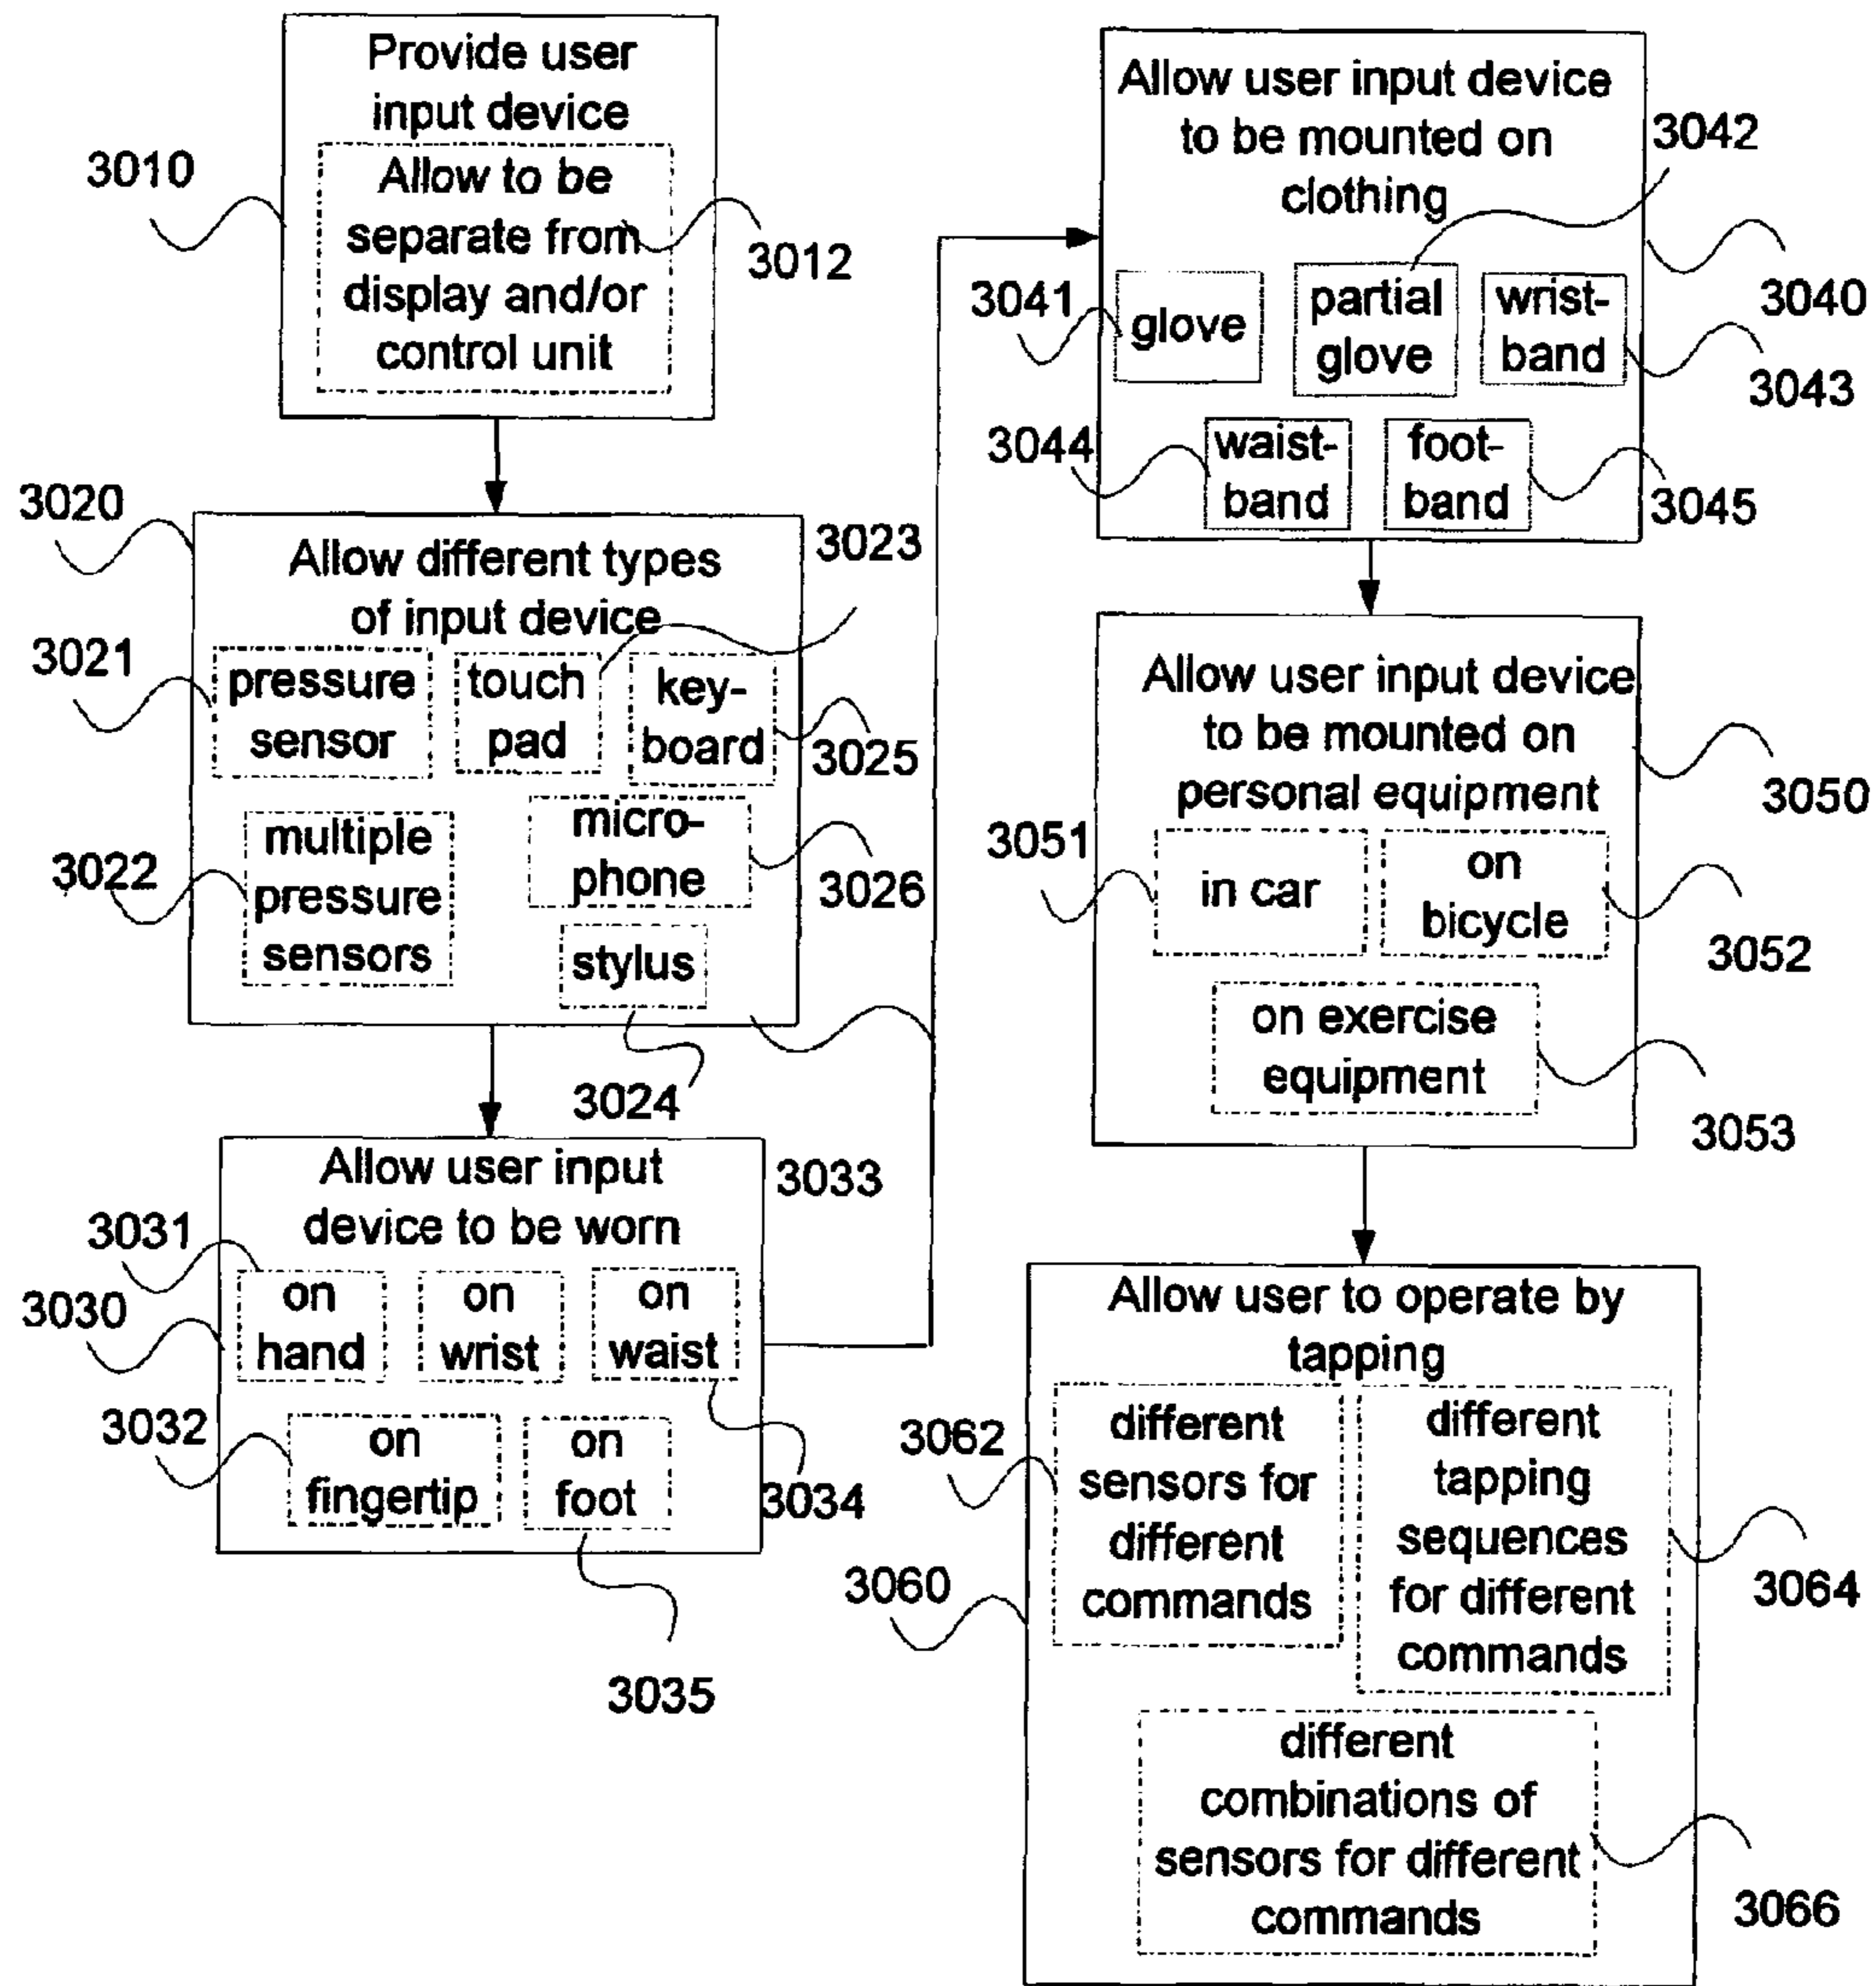 Provide user
input device
3010
Allow to be
separate from
display and/or
control unit
3012
3020
Allow different types
of input device
3023
3021
pressure
sensor
touch
pad
key-
board
3025
3022
multiple
pressure
sensors
micro-
phone
3026
stylus
3024
Allow user input
device to be worn
3033
3031
3030
on
hand
on
wrist
on
waist
3032
on
fingertip
on
foot
3034
3035
Allow user input device
to be mounted on
clothing
3042
3040
3041
glove
partial
glove
wrist-
band
3043
3044
waist-
band
foot-
band
3045
Allow user input device
to be mounted on
personal equipment
3050
3051
in car
on
bicycle
3052
on exercise
equipment
3053
Allow user to operate by
tapping
3062
different
sensors for
different
commands
different
tapping
sequences
for different
commands
3060
3064
different
combinations of
sensors for different
commands
3066